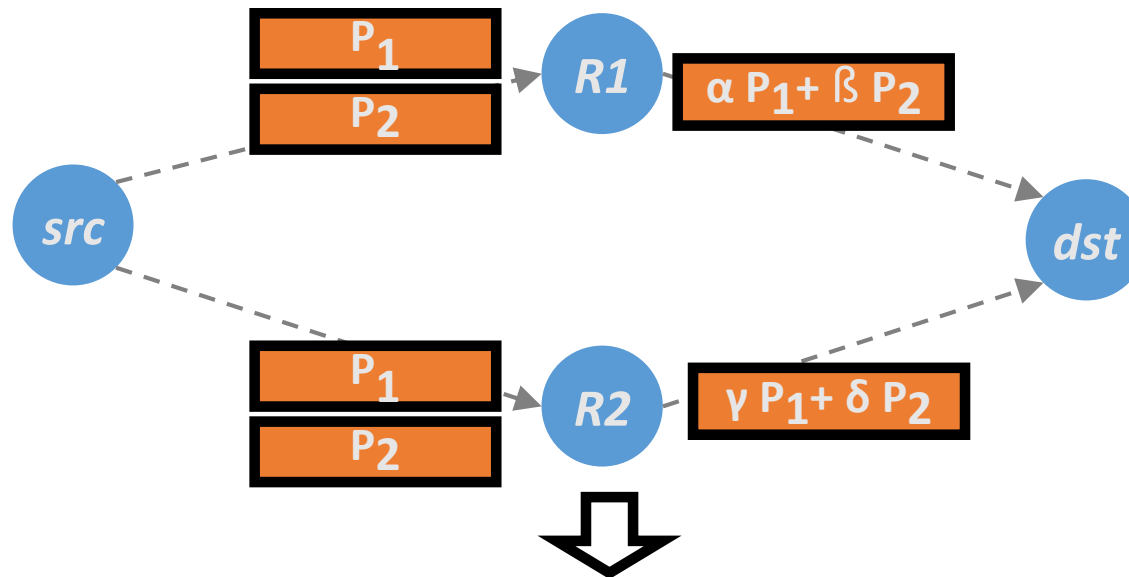 P1
P2
R1
α P1+ ß P2
src
dst
P1
P2
R2
γ P1+ δ P2